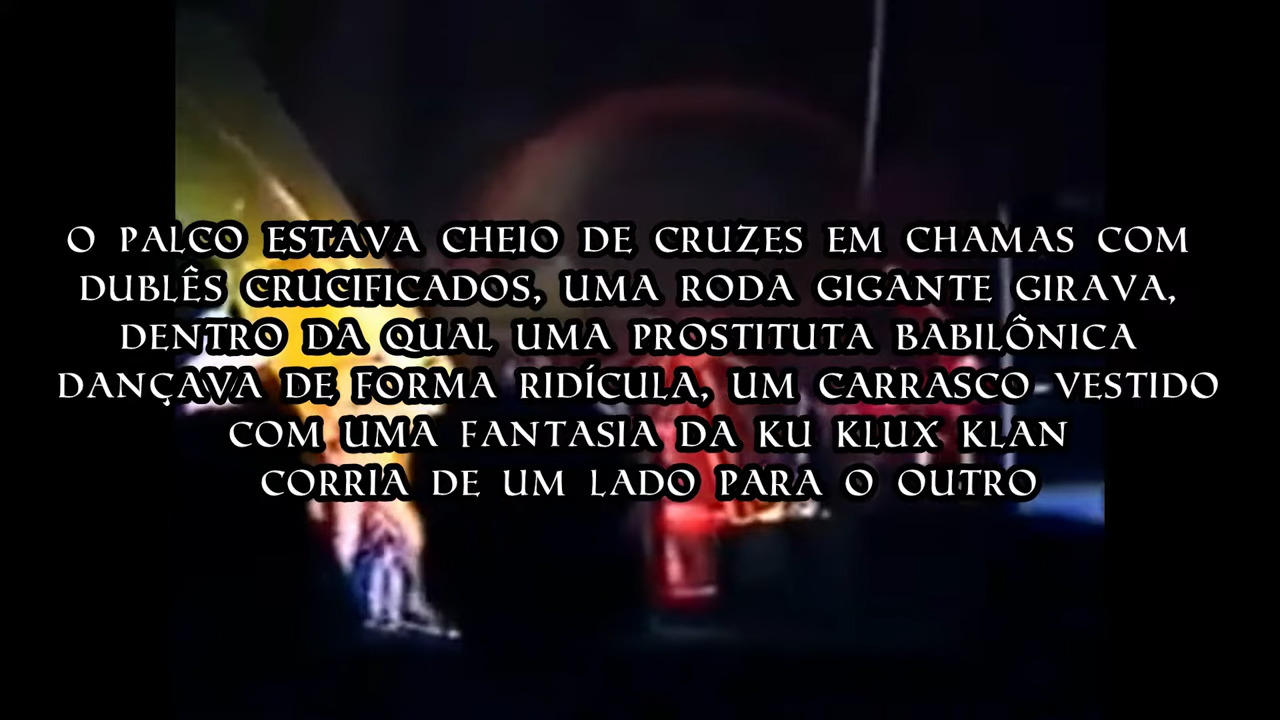 O PALCO ESTAVA CHEIO DE CRUZES EM CHAMAS COM
DUBLÊS CRUCIFICADOS, UMA RODA GIGANTE GIRAVA,
DENTRO DA QUAL UMA PROSTITUTA BABILÔNICA
DANÇAVA DE FORMA RIDÍCULA, UM CARRASCO VESTIDO
COM UMA FANTASIA DA KU KLUX KLAN
CORRIA DE UM LADO PARA O OUTRO